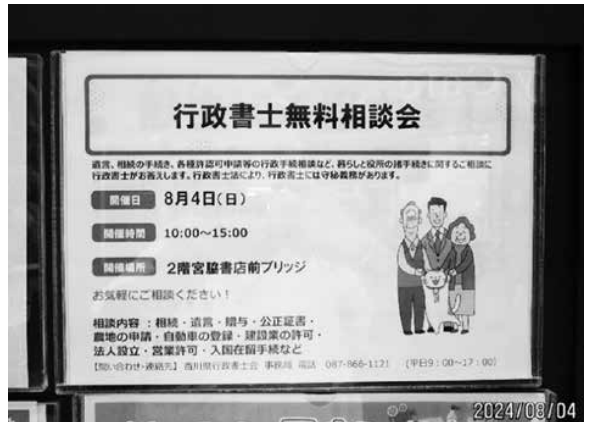 行政書士無料相談会
遺言、相続の手続き、各種許認可申請等の行政手続相談など、暮らしと役所の諸手続きに関するご相談に
行政書士がお答えします。行政書士法により、行政書士には守秘義務があります。
開催日 8月4日(日)
開催時間 10:00～15:00
開催場所 2階宮脇書店前ブリッジ
お気軽にご相談ください！
相談内容 ：相続・遺言・贈与・公正証書・
農地の申請・自動車の登録・建設業の許可・
法人設立・営業許可・入国在留手続など
【問い合わせ・連絡先】 香川県行政書士会 事務局 電話 087-866-1121 (平日9：00～17：00)
2024/08/04